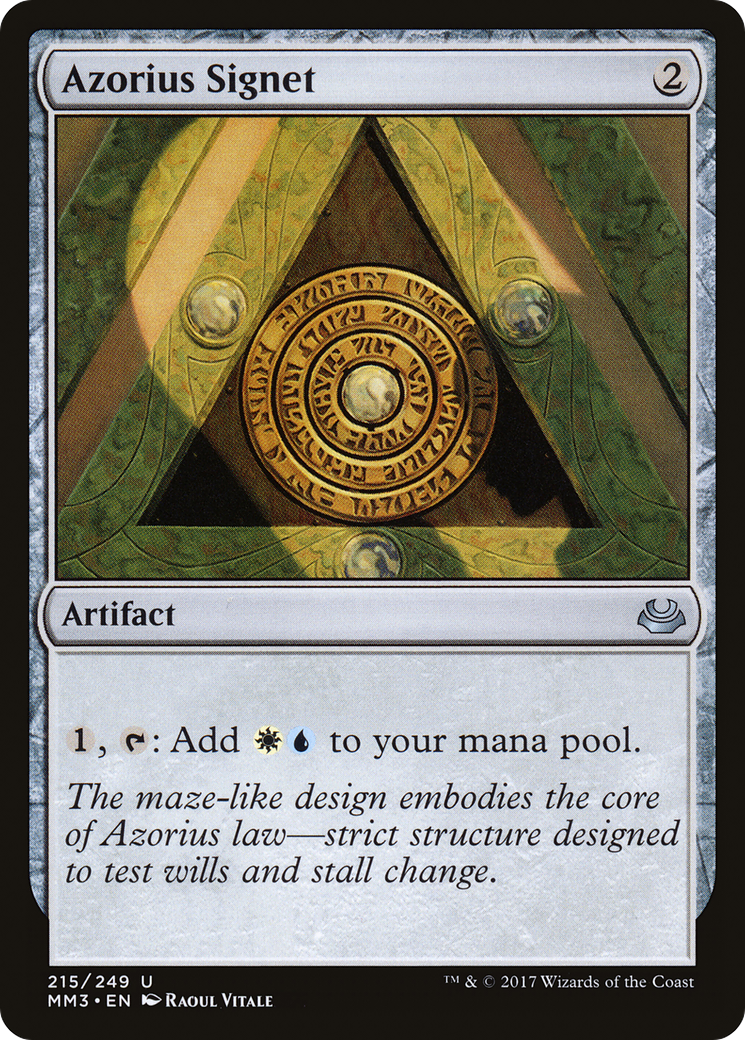 Azorius Signet 2
Artifact
1, : Add to your mana pool.
The maze-like design embodies the core
of Azorius law—strict structure designed
to test wills and stall change.
215/249 U
MM3 • EN Raoul Vitale
™ & © 2017 Wizards of the Coast